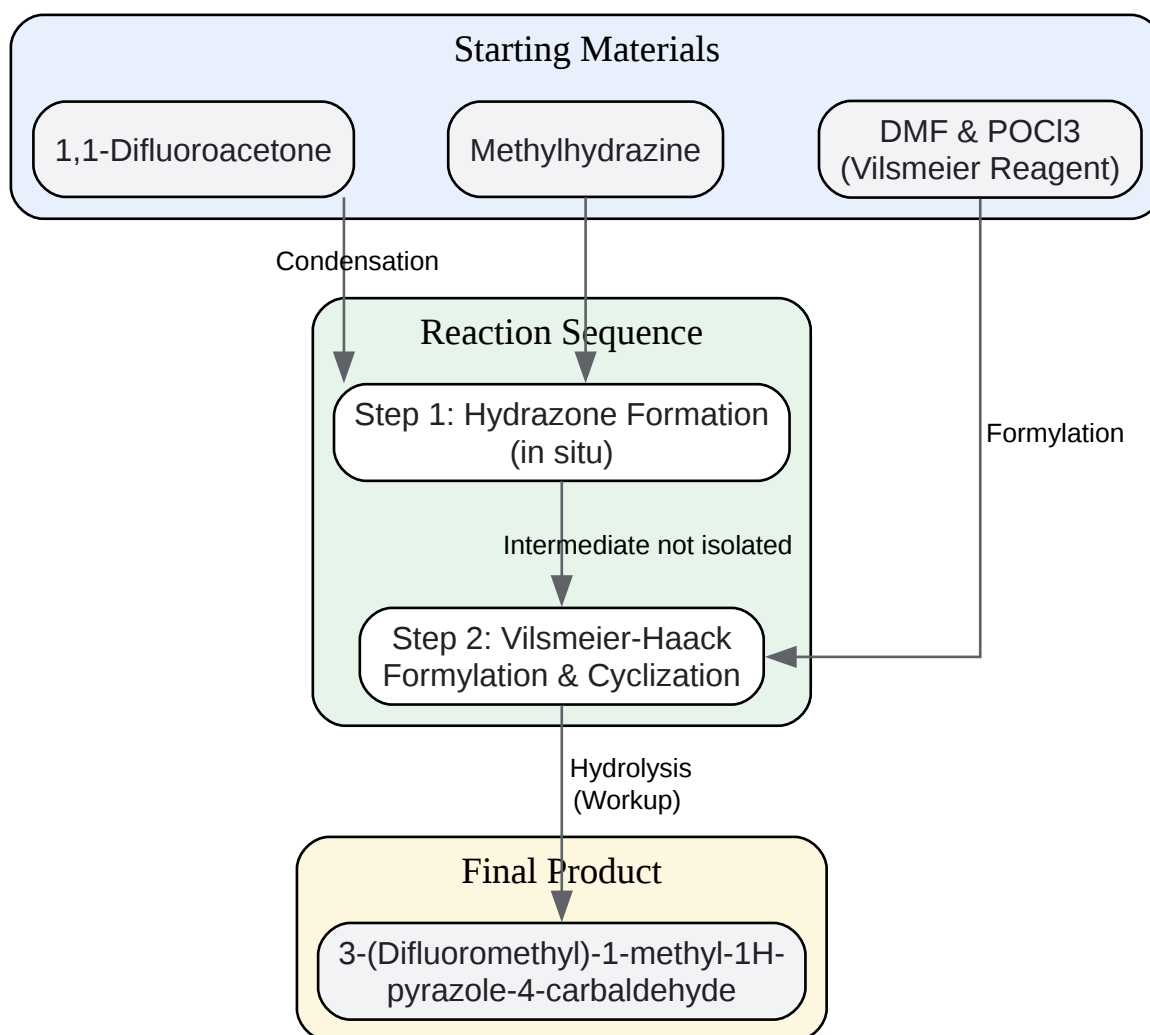 Starting Materials
1,1-Difluoroacetone
Methylhydrazine
DMF & POCl3
(Vilsmeier Reagent)
Condensation
Reaction Sequence
Step 1: Hydrazone Formation
(in situ)
Formylation
Intermediate not isolated
Step 2: Vilsmeier-Haack
Formylation & Cyclization
Hydrolysis
(Workup)
Final Product
3-(Difluoromethyl)-1-methyl-1H-
pyrazole-4-carbaldehyde